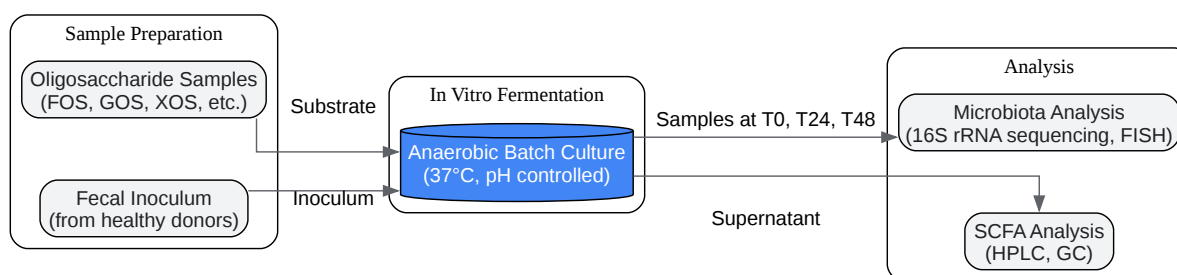 Sample Preparation
Oligosaccharide Samples
(FOS, GOS, XOS, etc.)
Fecal Inoculum
(from healthy donors)
Substrate
Inoculum
In Vitro Fermentation
Anaerobic Batch Culture
(37°C, pH controlled)
Samples at T0, T24, T48
Supernatant
Analysis
Microbiota Analysis
(16S rRNA sequencing, FISH)
SCFA Analysis
(HPLC, GC)